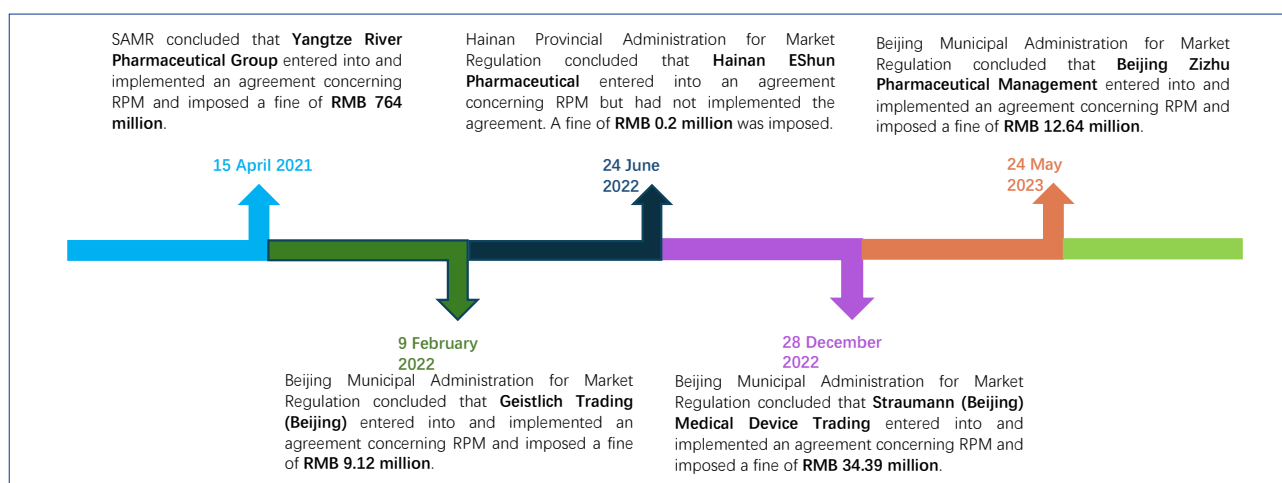 SAMR concluded that Yangtze River
Pharmaceutical Group entered into and
implemented an agreement concerning
RPM and imposed a fine of RMB 764
million.
15 April 2021
Hainan Provincial Administration for Market
Regulation concluded that Hainan EShun
Pharmaceutical entered into an agreement
concerning RPM but had not implemented the
agreement. A fine of RMB 0.2 million was imposed.
24 June
2022
Beijing Municipal Administration for Market
Regulation concluded that Beijing Zizhu
Pharmaceutical Management entered into and
implemented an agreement concerning RPM and
imposed a fine of RMB 12.64 million.
24 May
2023
9 February
2022
Beijing Municipal Administration for Market
Regulation concluded that Geistlich Trading
(Beijing) entered into and implemented an
agreement concerning RPM and imposed a fine
of RMB 9.12 million.
28 December
2022
Beijing Municipal Administration for Market
Regulation concluded that Straumann (Beijing)
Medical Device Trading entered into and
implemented an agreement concerning RPM and
imposed a fine of RMB 34.39 million.